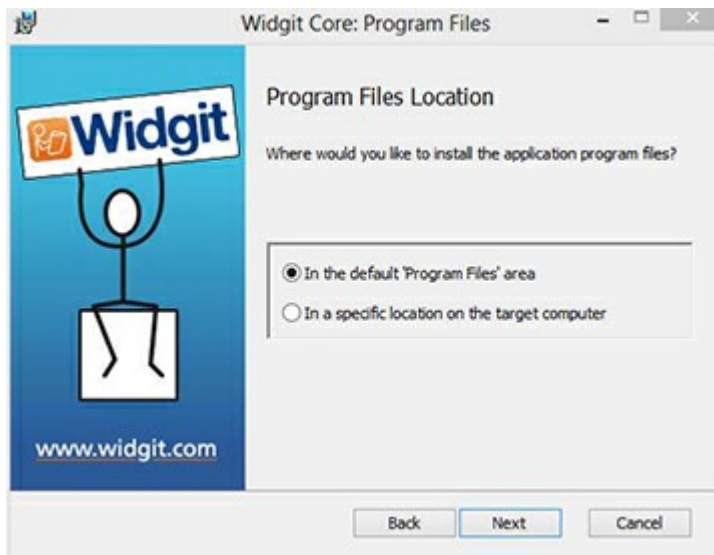 Widgit Core: Program Files
Widgit
Program Files Location
Where would you like to install the application program files?
In the default 'Program Files' area
In a specific location on the target computer
www.widgit.com
Back
Next
Cancel